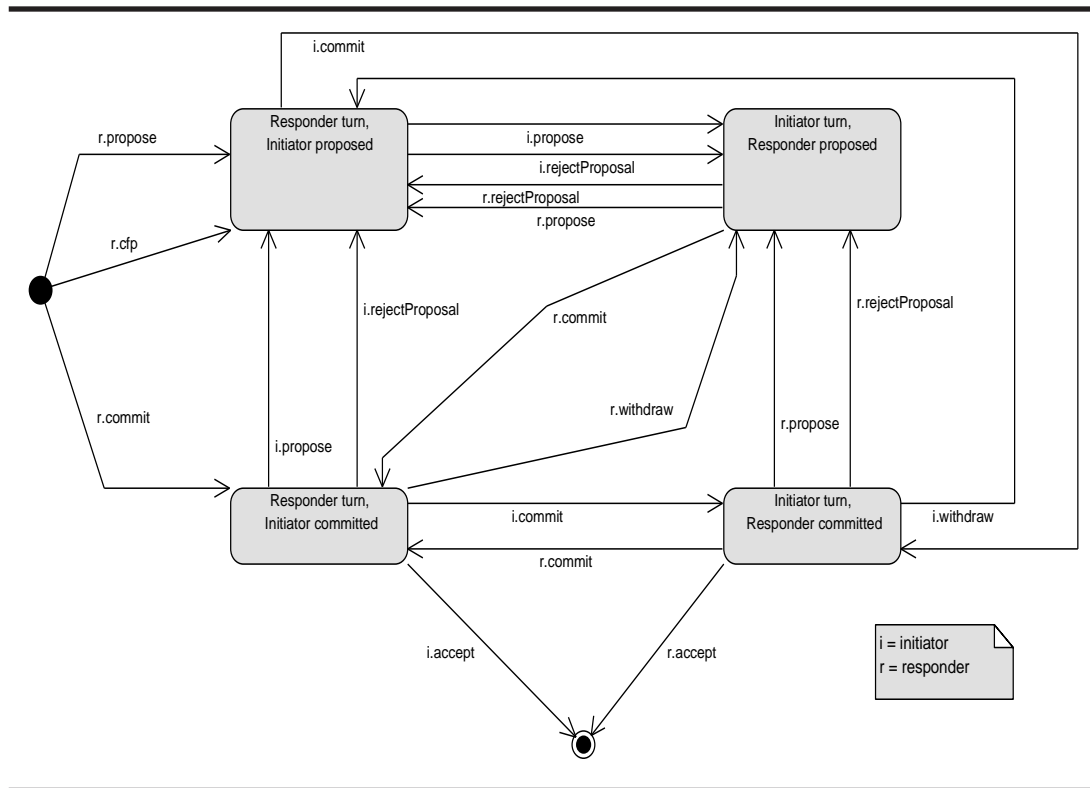 i.commit
r.propose
Responder turn,
Initiator proposed
Initiator turn,
Responder proposed
i.propose
i.rejectProposal
r.rejectProposal
r.propose
r.cfp
i.rejectProposal
r.commit
r.rejectProposal
r.commit
r.withdraw
i.propose
r.propose
Responder turn,
Initiator committed
Initiator turn,
Responder committed
i.commit
i.withdraw
r.commit
i.accept
r.accept
i = initiator
r = responder